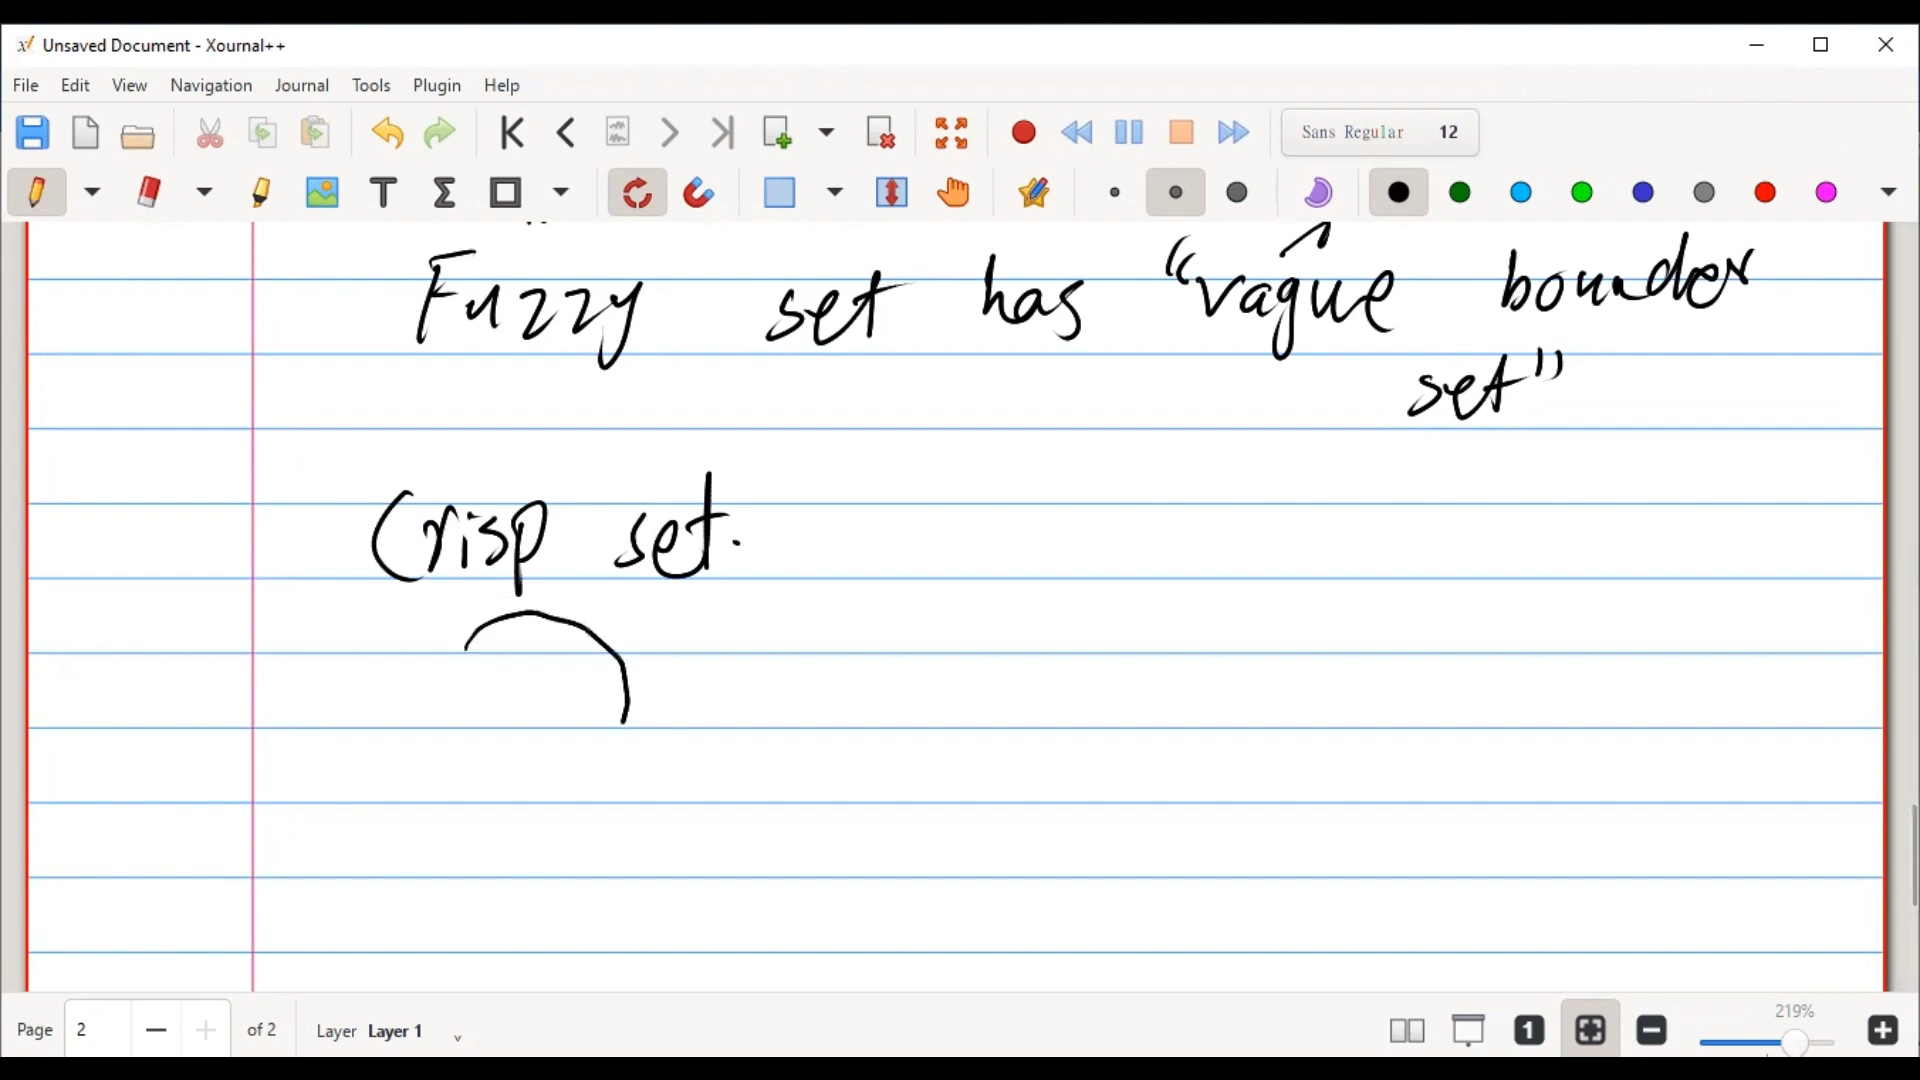 Unsaved Document - Xournal++
File Edit View Navigation Journal Tools Plugin Help
Sans Regular 12
Fuzzy set has "vague bounder
set"
Crisp set.
Page 2 of 2 Layer Layer 1
219%